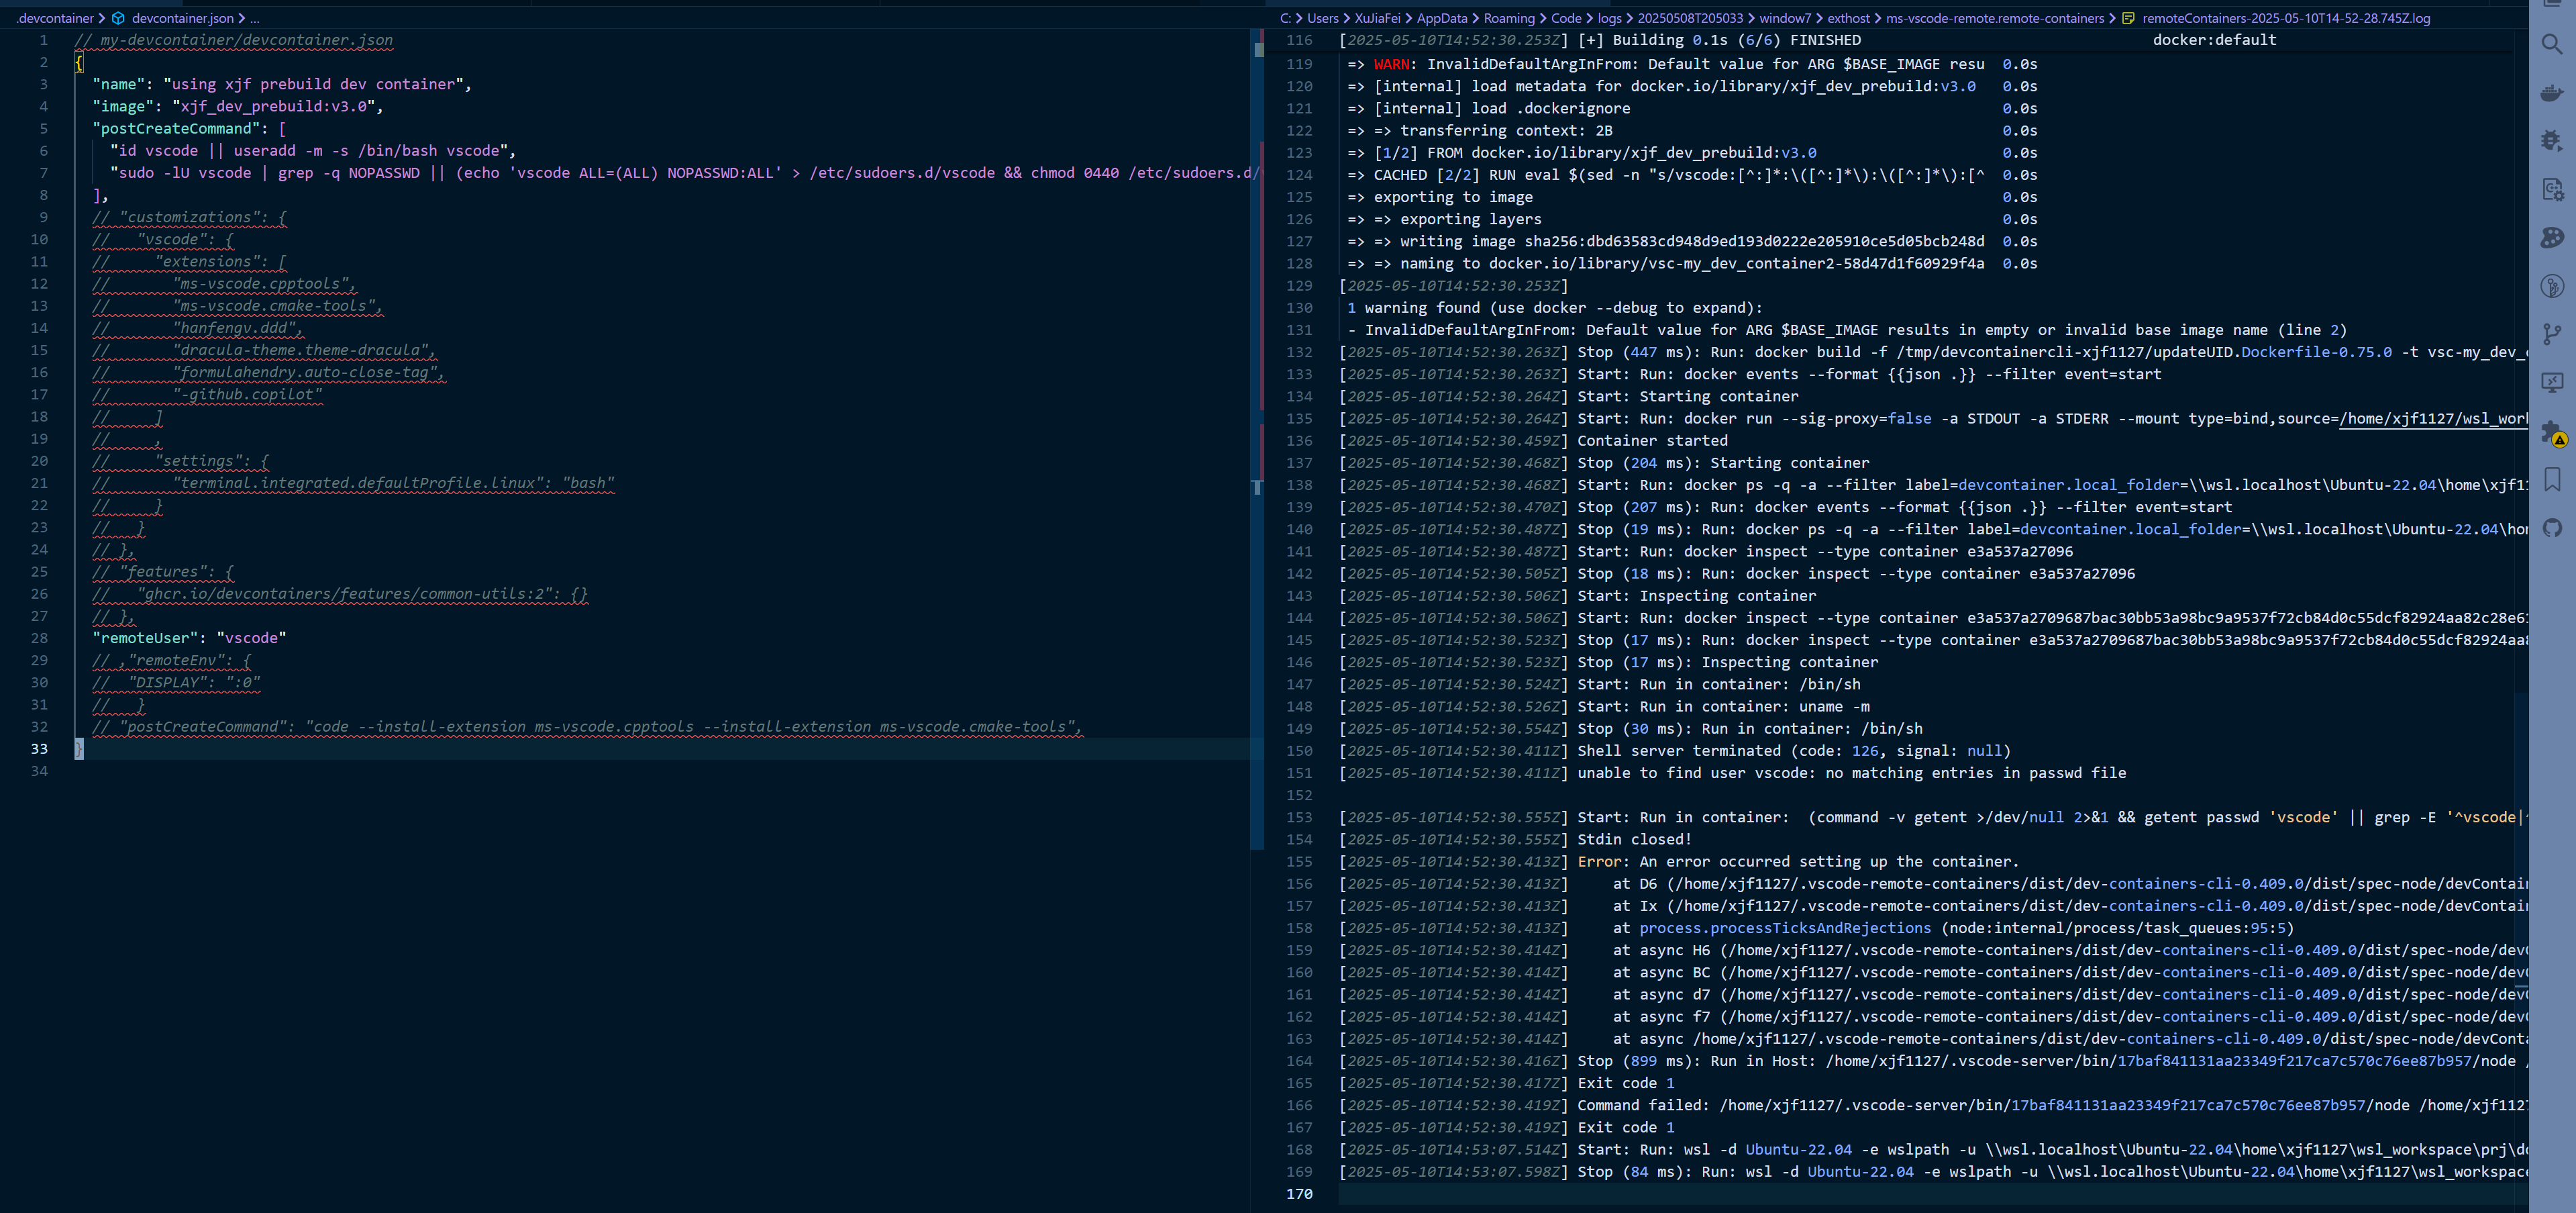 .devcontainer > devcontainer.json > ...
1 // my-devcontainer/devcontainer.json
2 {
3 "name": "using xjf prebuild dev container",
4 "image": "xjf_dev_prebuild:v3.0",
5 "postCreateCommand": [
6 "id vscode || useradd -m -s /bin/bash vscode",
7 "sudo -lU vscode | grep -q NOPASSWD || (echo 'vscode ALL=(ALL) NOPASSWD:ALL' > /etc/sudoers.d/vscode && chmod 0440 /etc/sudoers.d/
8 ],
9 // "customizations": {
10 // "vscode": {
11 // "extensions": [
12 // "ms-vscode.cpptools",
13 // "ms-vscode.cmake-tools",
14 // "hanfengv.ddd",
15 // "dracula-theme.theme-dracula",
16 // "formulahendry.auto-close-tag",
17 // "-github.copilot"
18 // ]
19 // ,
20 // "settings": {
21 // "terminal.integrated.defaultProfile.linux": "bash"
22 // }
23 // }
24 // },
25 // "features": {
26 // "ghcr.io/devcontainers/features/common-utils:2": {}
27 // },
28 "remoteUser": "vscode"
29 // ,"remoteEnv": {
30 // "DISPLAY": ":0"
31 // }
32 // "postCreateCommand": "code --install-extension ms-vscode.cpptools --install-extension ms-vscode.cmake-tools",
33 }
34
C: > Users > XuJiaFei > AppData > Roaming > Code > logs > 20250508T205033 > window7 > exthost > ms-vscode-remote.remote-containers > remoteContainers-2025-05-10T14-52-28.745Z.log
116 [2025-05-10T14:52:30.253Z] [+] Building 0.1s (6/6) FINISHED docker:default
119 => WARN: InvalidDefaultArgInFrom: Default value for ARG $BASE_IMAGE resu 0.0s
120 => [internal] load metadata for docker.io/library/xjf_dev_prebuild:v3.0 0.0s
121 => [internal] load .dockerignore 0.0s
122 => => transferring context: 2B 0.0s
123 => [1/2] FROM docker.io/library/xjf_dev_prebuild:v3.0 0.0s
124 => CACHED [2/2] RUN eval $(sed -n "s/vscode:[^:]*:\([^:]*\):\([^:]*\):[^ 0.0s
125 => exporting to image 0.0s
126 => => exporting layers 0.0s
127 => => writing image sha256:dbd63583cd948d9ed193d0222e205910ce5d05bcb248d 0.0s
128 => => naming to docker.io/library/vsc-my_dev_container2-58d47d1f60929f4a 0.0s
129 [2025-05-10T14:52:30.253Z]
130 1 warning found (use docker --debug to expand):
131 - InvalidDefaultArgInFrom: Default value for ARG $BASE_IMAGE results in empty or invalid base image name (line 2)
132 [2025-05-10T14:52:30.263Z] Stop (447 ms): Run: docker build -f /tmp/devcontainercli-xjf1127/updateUID.Dockerfile-0.75.0 -t vsc-my_dev_
133 [2025-05-10T14:52:30.263Z] Start: Run: docker events --format {{json .}} --filter event=start
134 [2025-05-10T14:52:30.264Z] Start: Starting container
135 [2025-05-10T14:52:30.264Z] Start: Run: docker run --sig-proxy=false -a STDOUT -a STDERR --mount type=bind,source=/home/xjf1127/wsl_work
136 [2025-05-10T14:52:30.459Z] Container started
137 [2025-05-10T14:52:30.468Z] Stop (204 ms): Starting container
138 [2025-05-10T14:52:30.468Z] Start: Run: docker ps -q -a --filter label=devcontainer.local_folder=\\wsl.localhost\Ubuntu-22.04\home\xjf11
139 [2025-05-10T14:52:30.470Z] Stop (207 ms): Run: docker events --format {{json .}} --filter event=start
140 [2025-05-10T14:52:30.487Z] Stop (19 ms): Run: docker ps -q -a --filter label=devcontainer.local_folder=\\wsl.localhost\Ubuntu-22.04\hom
141 [2025-05-10T14:52:30.487Z] Start: Run: docker inspect --type container e3a537a27096
142 [2025-05-10T14:52:30.505Z] Stop (18 ms): Run: docker inspect --type container e3a537a27096
143 [2025-05-10T14:52:30.506Z] Start: Inspecting container
144 [2025-05-10T14:52:30.506Z] Start: Run: docker inspect --type container e3a537a2709687bac30bb53a98bc9a9537f72cb84d0c55dcf82924aa82c28e61
145 [2025-05-10T14:52:30.523Z] Stop (17 ms): Run: docker inspect --type container e3a537a2709687bac30bb53a98bc9a9537f72cb84d0c55dcf82924aa8
146 [2025-05-10T14:52:30.523Z] Stop (17 ms): Inspecting container
147 [2025-05-10T14:52:30.524Z] Start: Run in container: /bin/sh
148 [2025-05-10T14:52:30.526Z] Start: Run in container: uname -m
149 [2025-05-10T14:52:30.554Z] Stop (30 ms): Run in container: /bin/sh
150 [2025-05-10T14:52:30.411Z] Shell server terminated (code: 126, signal: null)
151 [2025-05-10T14:52:30.411Z] unable to find user vscode: no matching entries in passwd file
152
153 [2025-05-10T14:52:30.555Z] Start: Run in container: (command -v getent >/dev/null 2>&1 && getent passwd 'vscode' || grep -E '^vscode|^
154 [2025-05-10T14:52:30.555Z] Stdin closed!
155 [2025-05-10T14:52:30.413Z] Error: An error occurred setting up the container.
156 [2025-05-10T14:52:30.413Z] at D6 (/home/xjf1127/.vscode-remote-containers/dist/dev-containers-cli-0.409.0/dist/spec-node/devContain
157 [2025-05-10T14:52:30.413Z] at Ix (/home/xjf1127/.vscode-remote-containers/dist/dev-containers-cli-0.409.0/dist/spec-node/devContain
158 [2025-05-10T14:52:30.413Z] at process.processTicksAndRejections (node:internal/process/task_queues:95:5)
159 [2025-05-10T14:52:30.414Z] at async H6 (/home/xjf1127/.vscode-remote-containers/dist/dev-containers-cli-0.409.0/dist/spec-node/devC
160 [2025-05-10T14:52:30.414Z] at async BC (/home/xjf1127/.vscode-remote-containers/dist/dev-containers-cli-0.409.0/dist/spec-node/devC
161 [2025-05-10T14:52:30.414Z] at async d7 (/home/xjf1127/.vscode-remote-containers/dist/dev-containers-cli-0.409.0/dist/spec-node/devC
162 [2025-05-10T14:52:30.414Z] at async f7 (/home/xjf1127/.vscode-remote-containers/dist/dev-containers-cli-0.409.0/dist/spec-node/devC
163 [2025-05-10T14:52:30.414Z] at async /home/xjf1127/.vscode-remote-containers/dist/dev-containers-cli-0.409.0/dist/spec-node/devConta
164 [2025-05-10T14:52:30.416Z] Stop (899 ms): Run in Host: /home/xjf1127/.vscode-server/bin/17baf841131aa23349f217ca7c570c76ee87b957/node /
165 [2025-05-10T14:52:30.417Z] Exit code 1
166 [2025-05-10T14:52:30.419Z] Command failed: /home/xjf1127/.vscode-server/bin/17baf841131aa23349f217ca7c570c76ee87b957/node /home/xjf1127
167 [2025-05-10T14:52:30.419Z] Exit code 1
168 [2025-05-10T14:53:07.514Z] Start: Run: wsl -d Ubuntu-22.04 -e wslpath -u \\wsl.localhost\Ubuntu-22.04\home\xjf1127\wsl_workspace\prj\do
169 [2025-05-10T14:53:07.598Z] Stop (84 ms): Run: wsl -d Ubuntu-22.04 -e wslpath -u \\wsl.localhost\Ubuntu-22.04\home\xjf1127\wsl_workspace
170